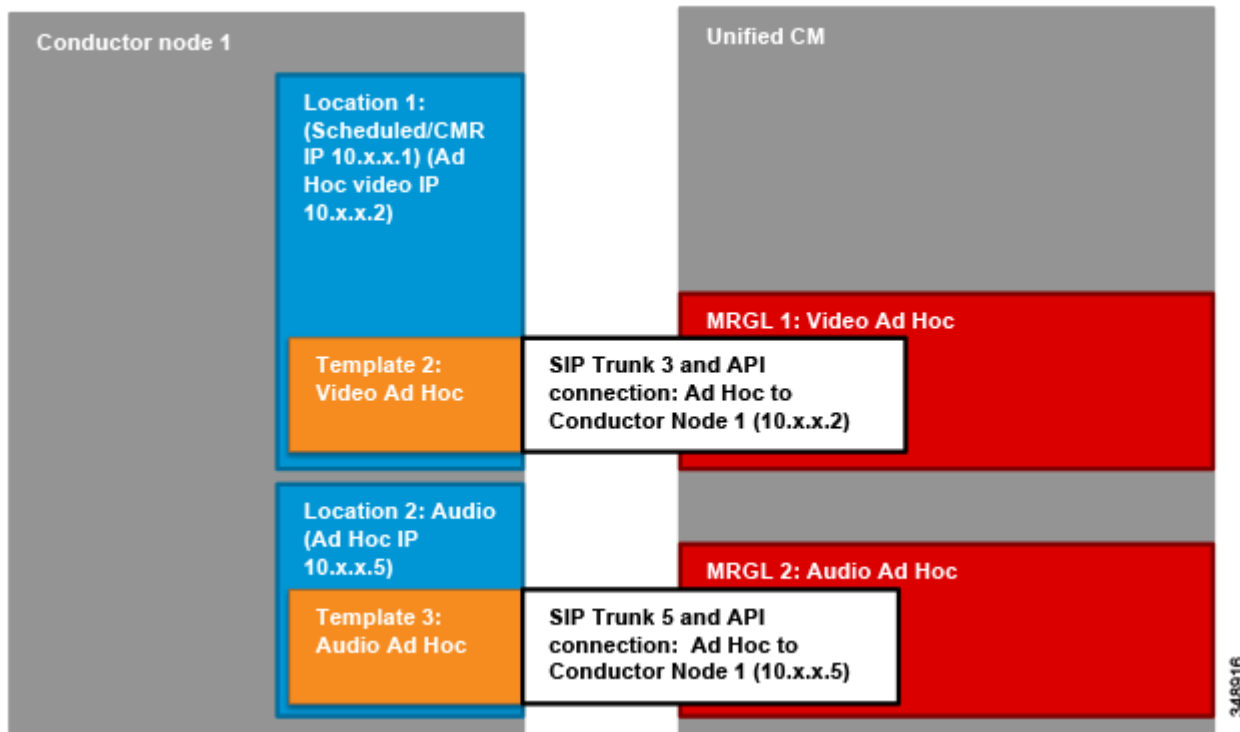 Conductor node 1
Location 1:
(Scheduled/CMR
IP 10.x.x.1) (Ad
Hoc video IP
10.x.x.2)
Template 2:
Video Ad Hoc
SIP Trunk 3 and API
connection: Ad Hoc to
Conductor Node 1 (10.x.x.2)
Location 2: Audio
(Ad Hoc IP
10.x.x.5)
Template 3:
Audio Ad Hoc
SIP Trunk 5 and API
connection:  Ad Hoc to
Conductor Node 1 (10.x.x.5)
Unified CM
MRGL 1: Video Ad Hoc
MRGL 2: Audio Ad Hoc
348916